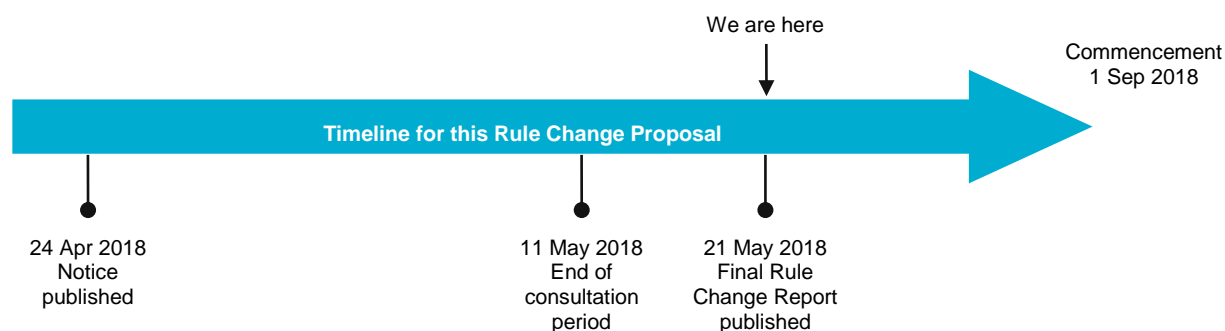 We are here
Commencement
1 Sep 2018
Timeline for this Rule Change Proposal
24 Apr 2018
Notice
published
11 May 2018
End of
consultation
period
21 May 2018
Final Rule
Change Report
published